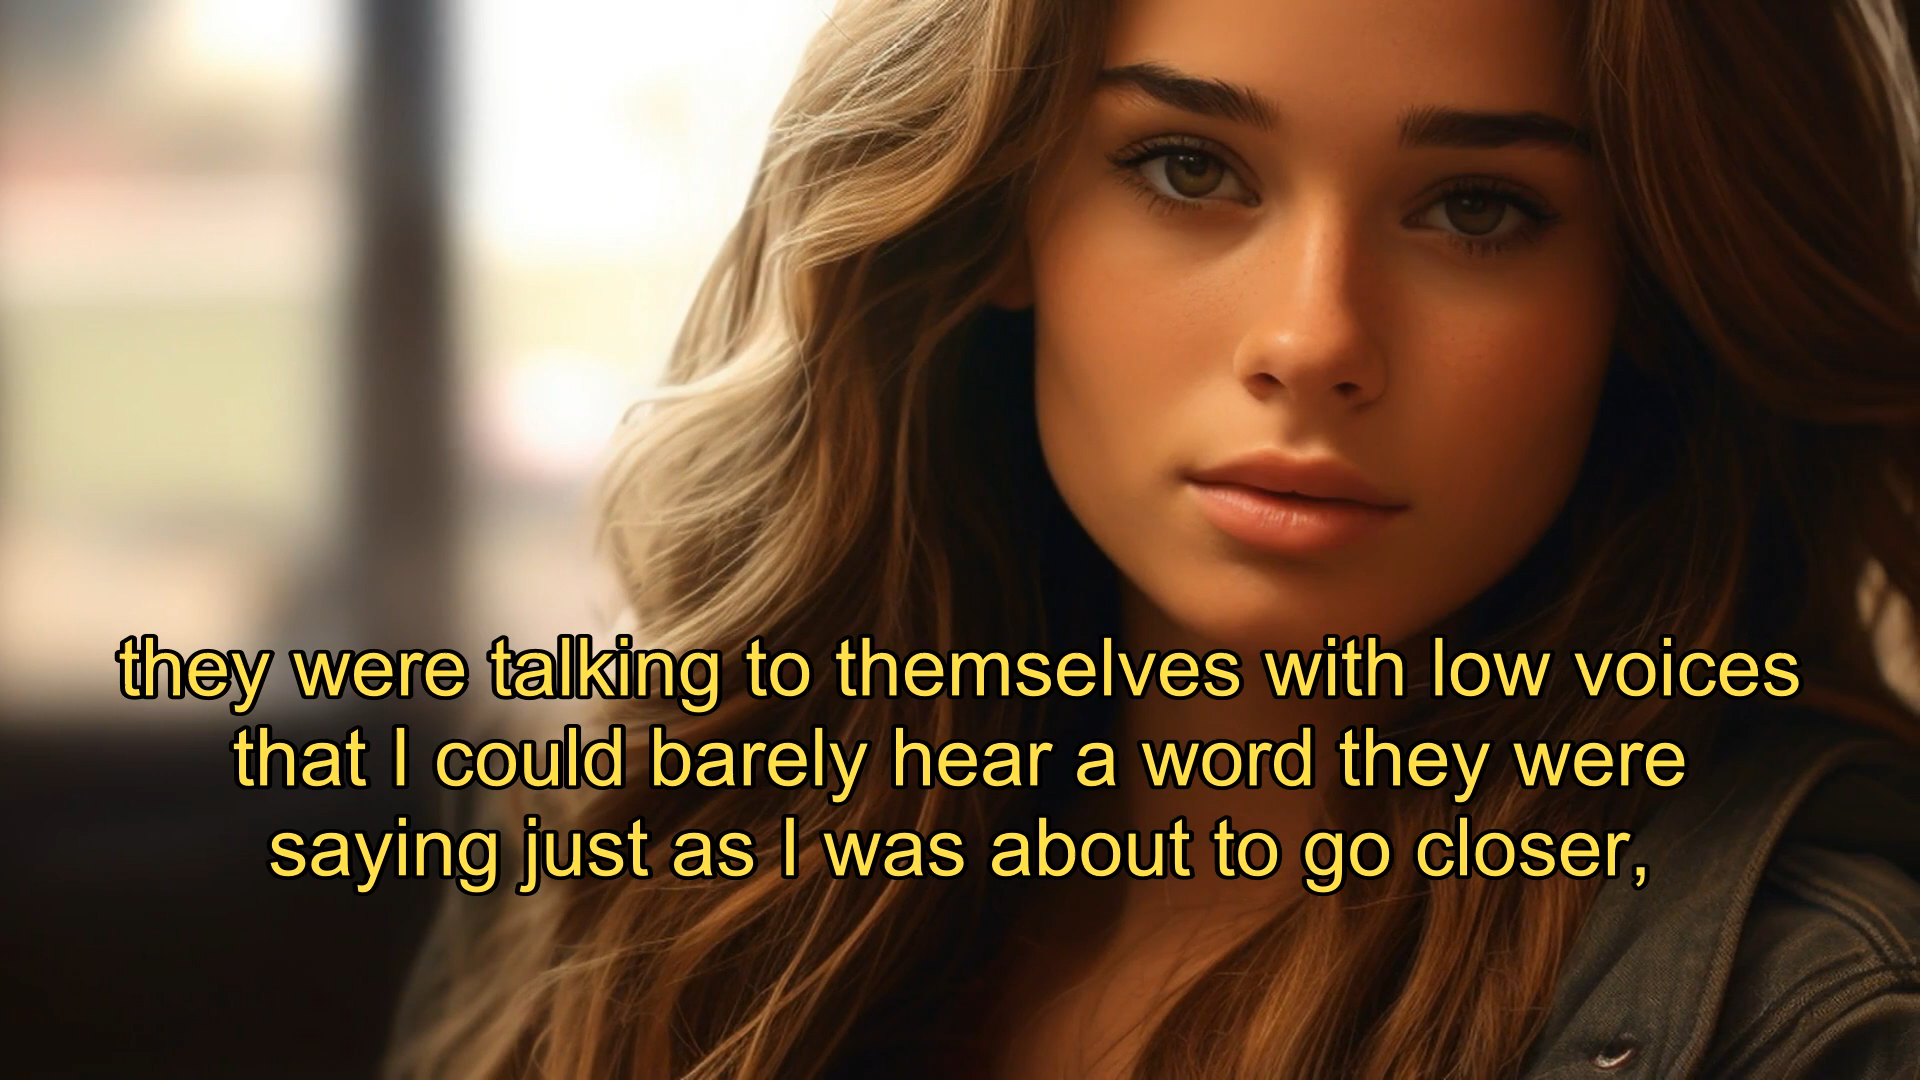 they were talking to themselves with low voices
that I could barely hear a word they were
saying just as I was about to go closer,